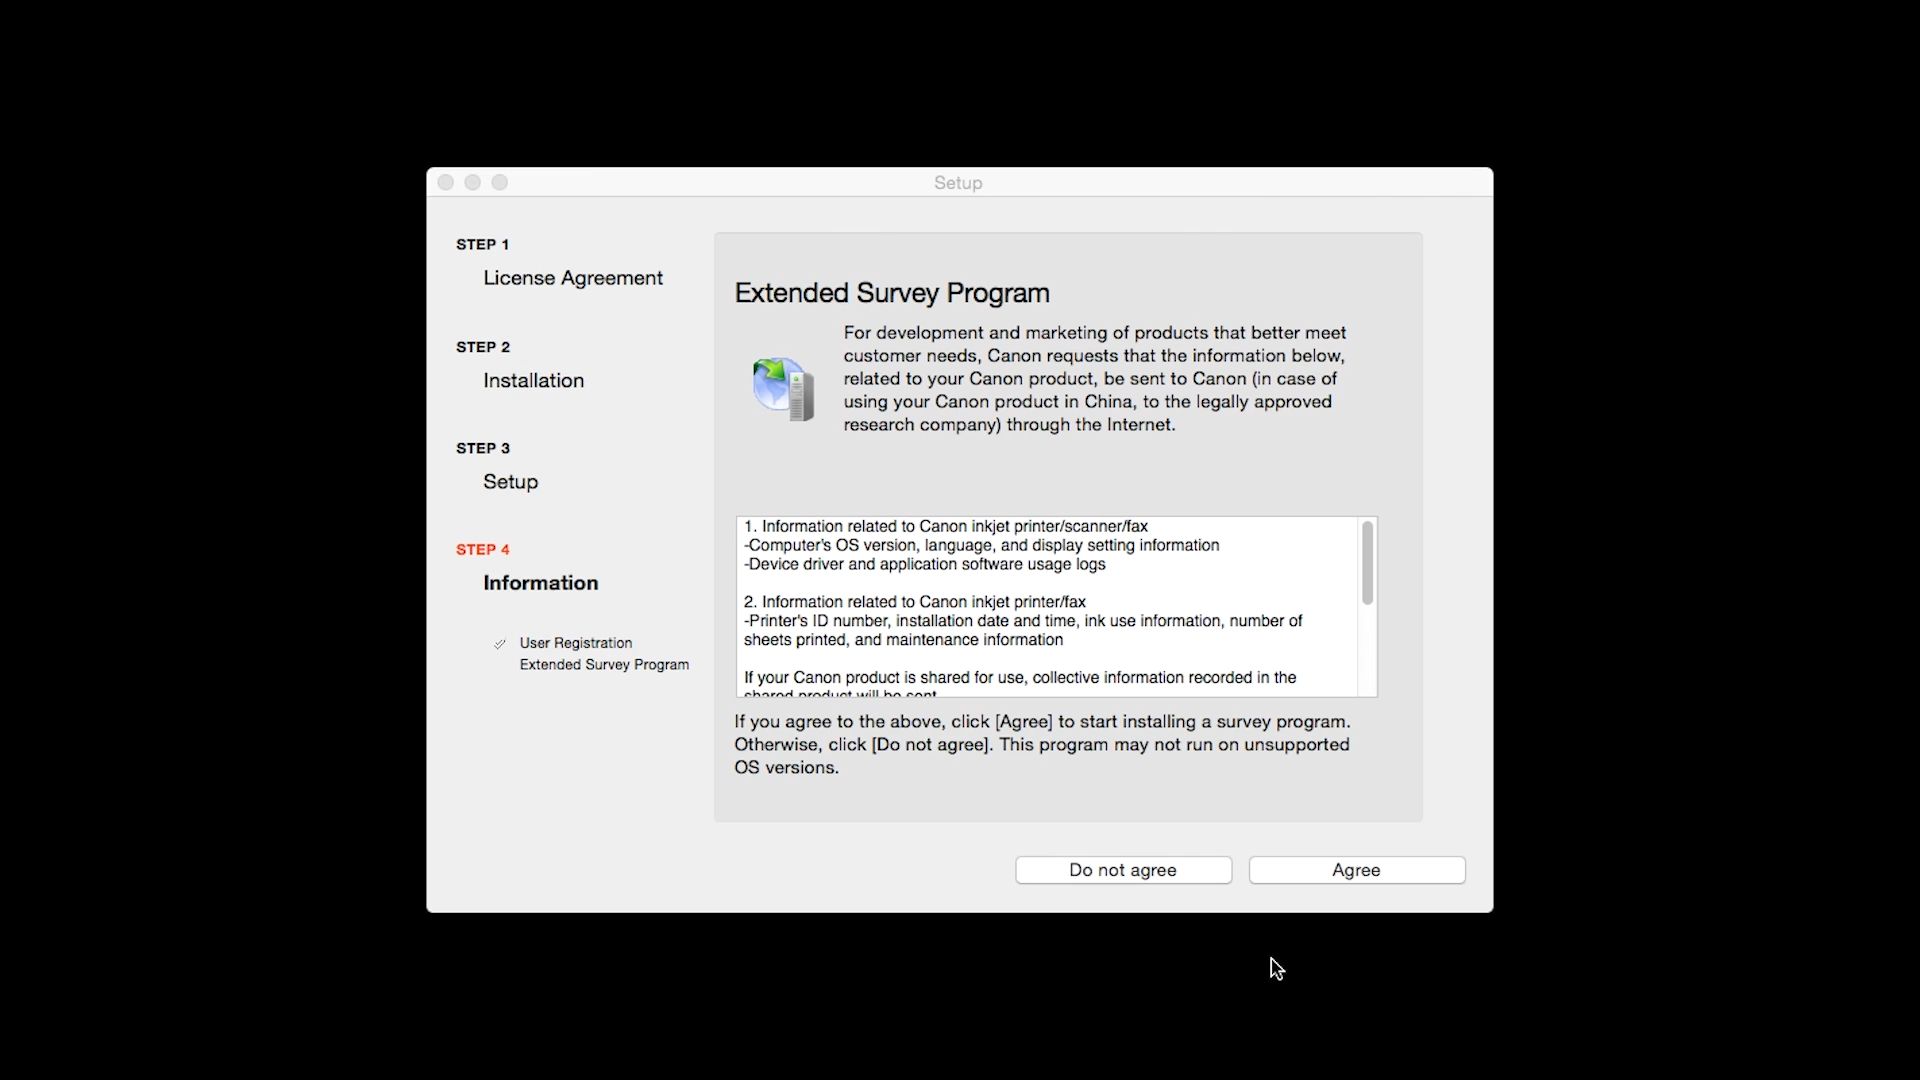 Setup
STEP 1
License Agreement
STEP 2
Installation
STEP 3
Setup
STEP 4
Information
User Registration
Extended Survey Program
Extended Survey Program
For development and marketing of products that better meet
customer needs, Canon requests that the information below,
related to your Canon product, be sent to Canon (in case of
using your Canon product in China, to the legally approved
research company) through the Internet.
1. Information related to Canon inkjet printer/scanner/fax
-Computer's OS version, language, and display setting information
-Device driver and application software usage logs
2. Information related to Canon inkjet printer/fax
-Printer's ID number, installation date and time, ink use information, number of
sheets printed, and maintenance information
If your Canon product is shared for use, collective information recorded in the
shared product will be sent.
If you agree to the above, click [Agree] to start installing a survey program.
Otherwise, click [Do not agree]. This program may not run on unsupported
OS versions.
Do not agree
Agree